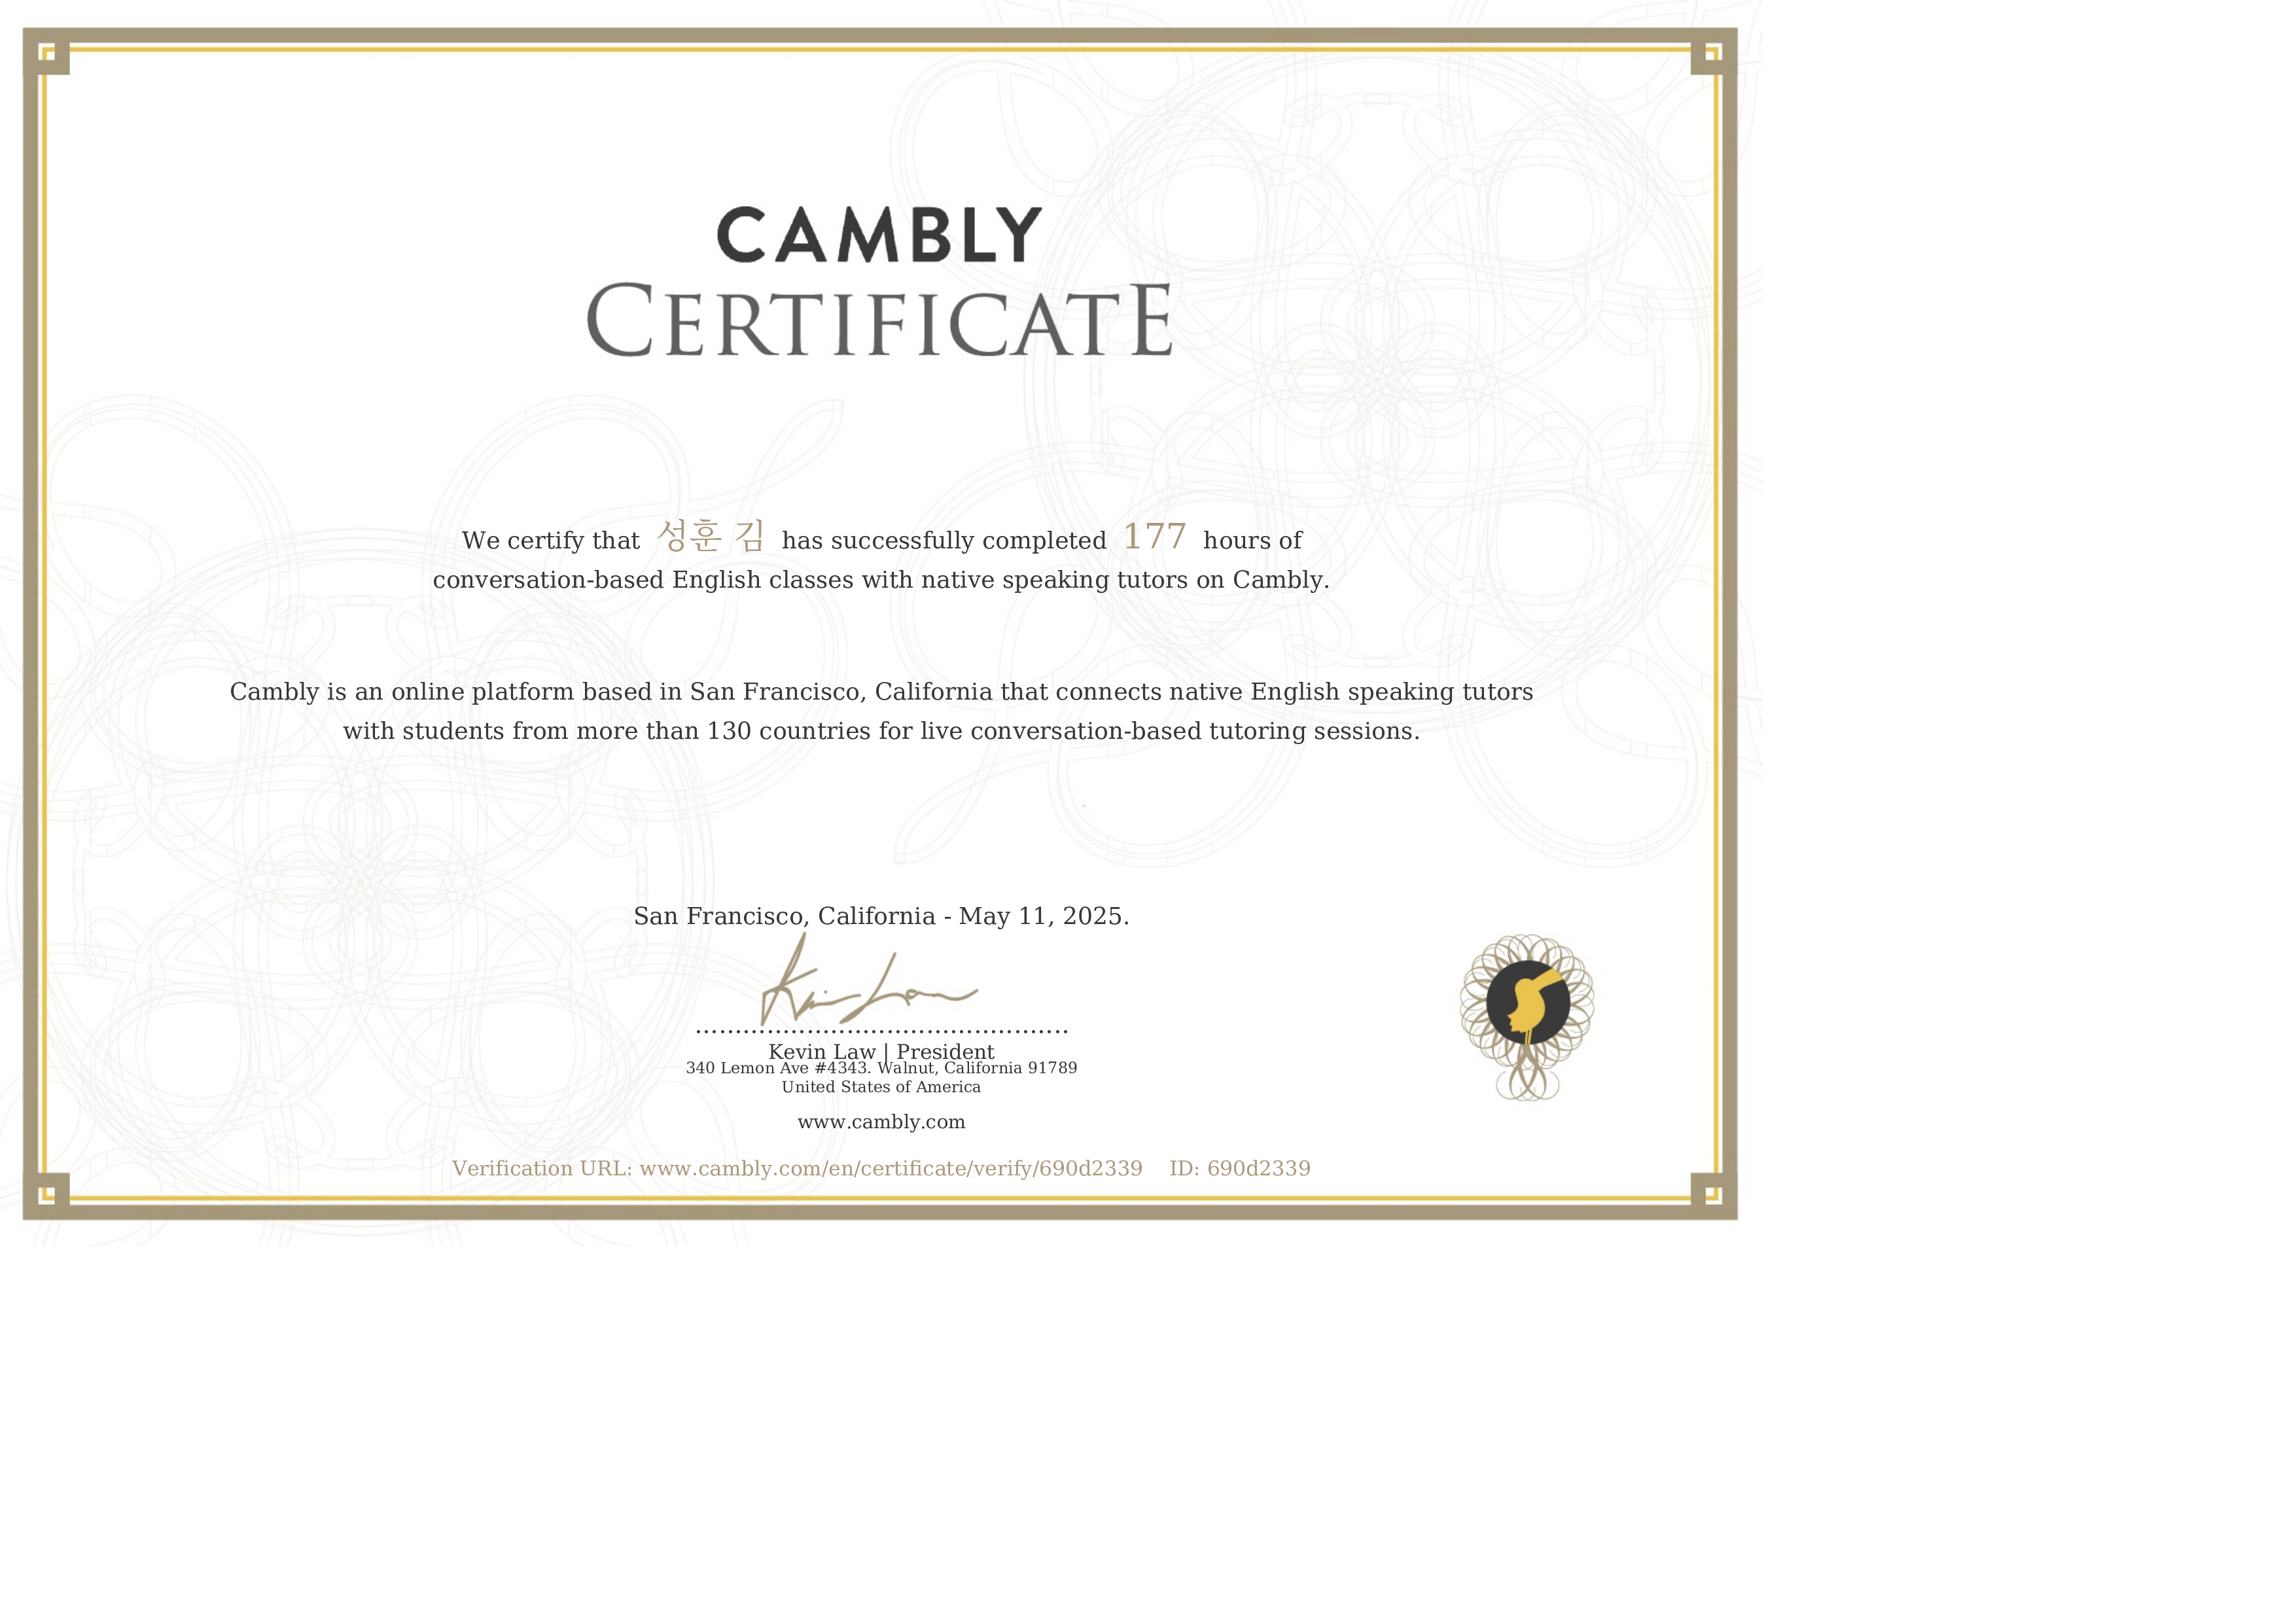 CAMBLY
CERTIFICATE
We certify that 성훈 김 has successfully completed 177 hours of
conversation-based English classes with native speaking tutors on Cambly.
Cambly is an online platform based in San Francisco, California that connects native English speaking tutors
with students from more than 130 countries for live conversation-based tutoring sessions.
San Francisco, California - May 11, 2025.
Kevin Law | President
340 Lemon Ave #4343. Walnut, California 91789
United States of America
www.cambly.com
Verification URL: www.cambly.com/en/certificate/verify/690d2339 ID: 690d2339